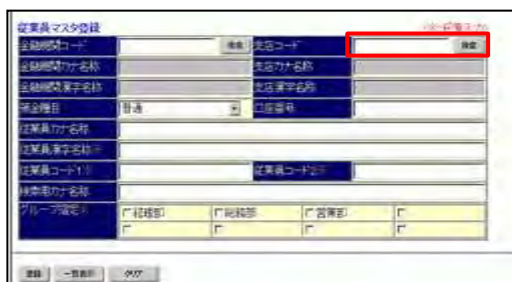 従業員マスタ登録
金融機関コード 検索 支店コード 検索
金融機関カナ名称 支店カナ名称
金融機関漢字名称 支店漢字名称
預金種目 普通 口座番号
従業員カナ名称
従業員漢字名称
従業員コード1 従業員コード2
検索用カナ名称
グループ指定 経理部 総務部 営業部
登録 一覧表示 クリア